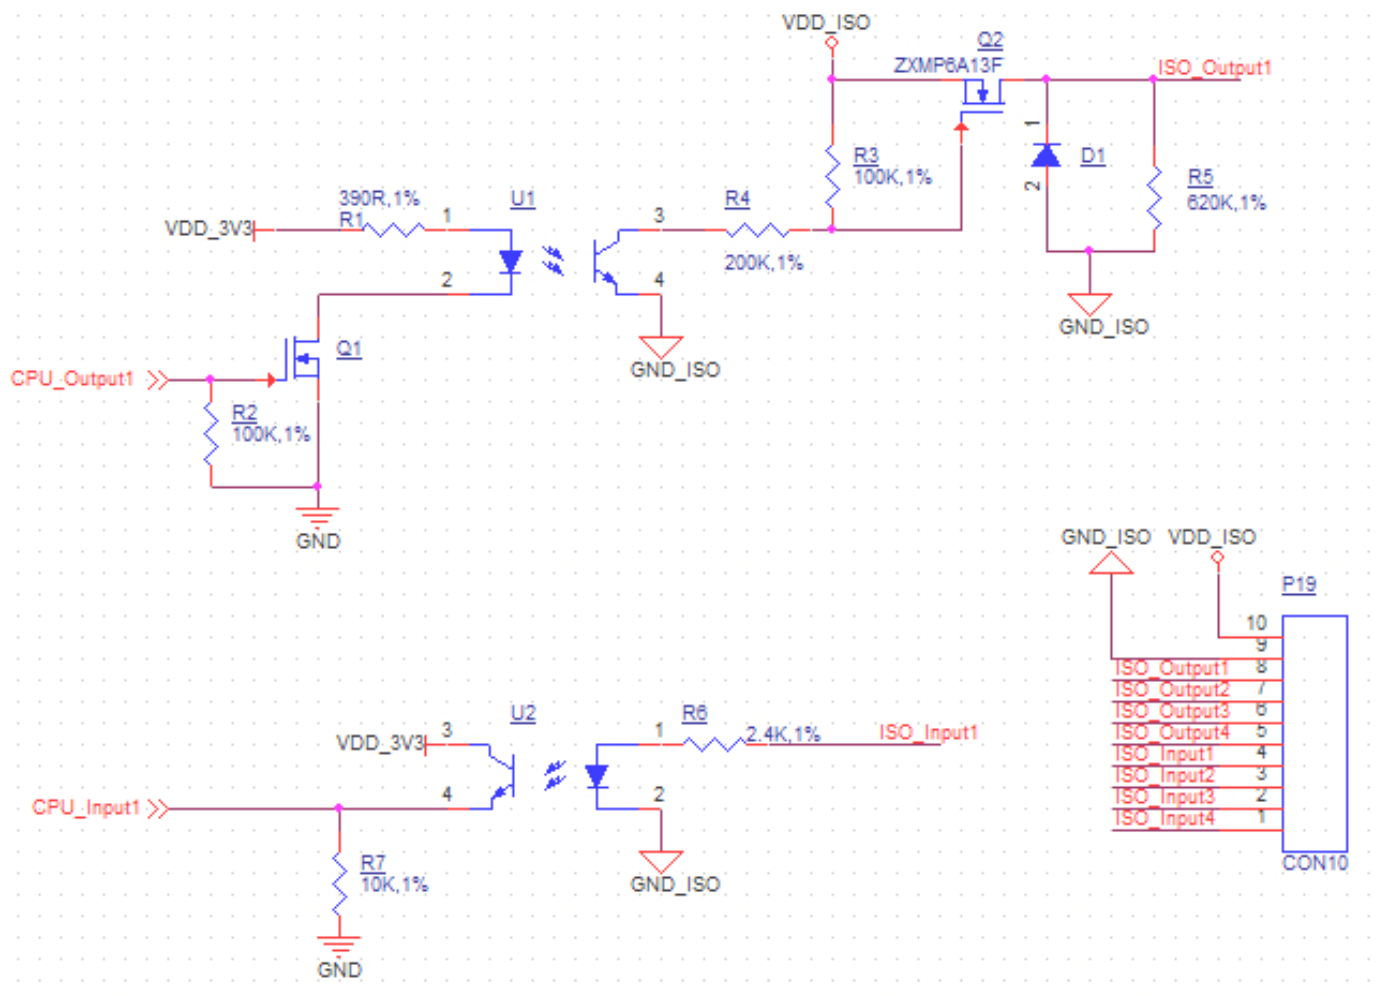 VDD_ISO
Q2
ZXMP6A13F
ISO_Output1
1
D1
2
R3
100K,1%
R5
620K,1%
390R,1%
R1
VDD_3V3
1
U1
3
R4
200K,1%
2
4
GND_ISO
GND_ISO
Q1
CPU_Output1
R2
100K,1%
GND
GND_ISO
VDD_ISO
P19
10
9
ISO_Output1 8
ISO_Output2 7
ISO_Output3 6
ISO_Output4 5
ISO_Input1 4
ISO_Input2 3
ISO_Input3 2
ISO_Input4 1
CON10
VDD_3V3
3
U2
1
R6
2.4K,1%
ISO_Input1
CPU_Input1
4
2
R7
10K,1%
GND_ISO
GND